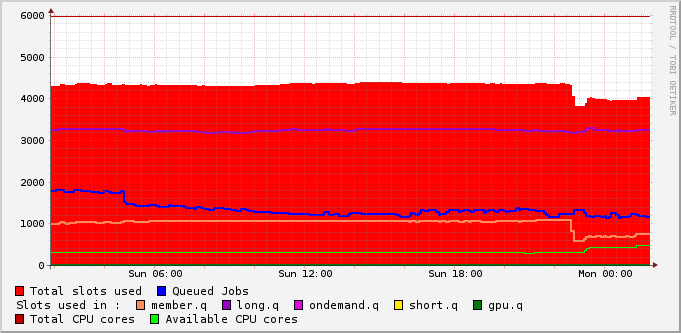 RRDTOOL / TOBI OETIKER
6000
5000
4000
3000
2000
1000
0
Sun 06:00 Sun 12:00 Sun 18:00 Mon 00:00
Total slots used Queued Jobs
Slots used in : member.q long.q ondemand.q short.q gpu.q
Total CPU cores Available CPU cores